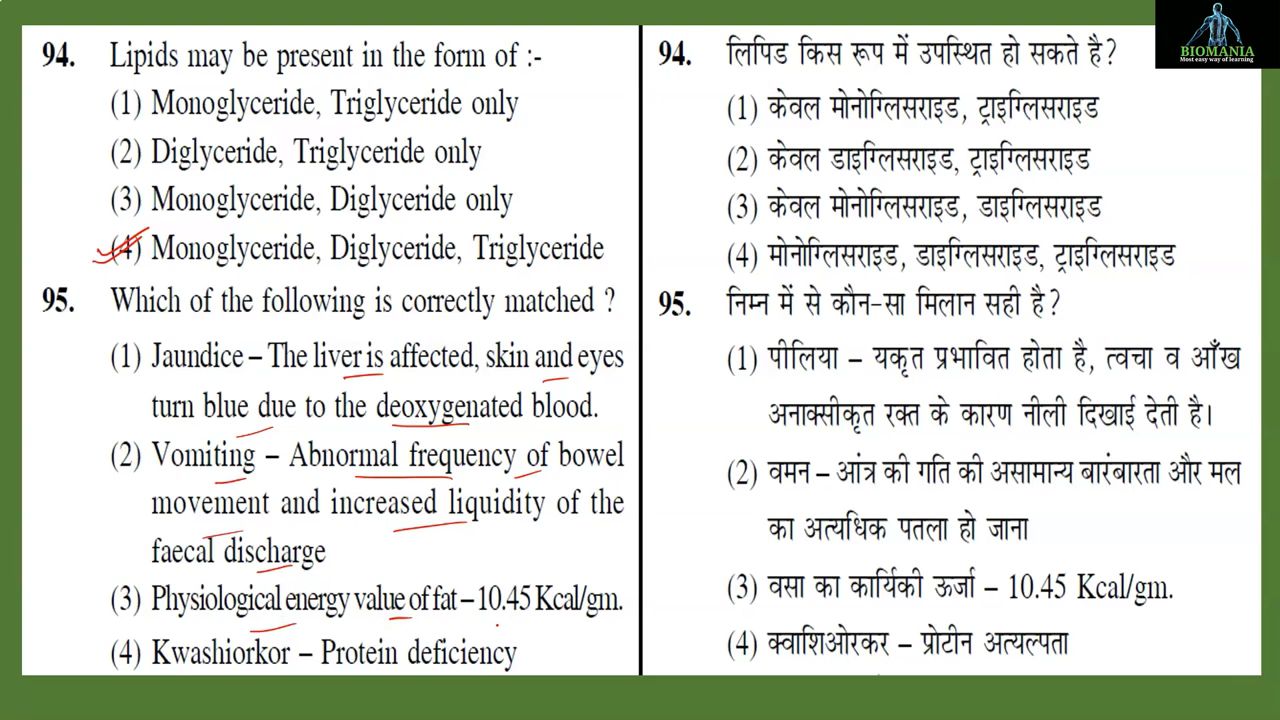 94. Lipids may be present in the form of :-
(1) Monoglyceride, Triglyceride only
(2) Diglyceride, Triglyceride only
(3) Monoglyceride, Diglyceride only
(4) Monoglyceride, Diglyceride, Triglyceride
95. Which of the following is correctly matched ?
(1) Jaundice – The liver is affected, skin and eyes
turn blue due to the deoxygenated blood.
(2) Vomiting – Abnormal frequency of bowel
movement and increased liquidity of the
faecal discharge
(3) Physiological energy value of fat – 10.45 Kcal/gm.
(4) Kwashiorkor – Protein deficiency
94. लिपिड किस रूप में उपस्थित हो सकते है ?
(1) केवल मोनोग्लिसराइड, ट्राइग्लिसराइड
(2) केवल डाइग्लिसराइड, ट्राइग्लिसराइड
(3) केवल मोनोग्लिसराइड, डाइग्लिसराइड
(4) मोनोग्लिसराइड, डाइग्लिसराइड, ट्राइग्लिसराइड
95. निम्न में से कौन-सा मिलान सही है ?
(1) पीलिया – यकृत प्रभावित होता है, त्वचा व आँख
अनाक्सीकृत रक्त के कारण नीली दिखाई देती है।
(2) वमन – आंत्र की गति की असामान्य बारंबारता और मल
का अत्यधिक पतला हो जाना
(3) वसा का कार्यिकी ऊर्जा – 10.45 Kcal/gm.
(4) क्वाशिओरकर – प्रोटीन अत्यल्पता
BIOMANIA
Most easy way of learning